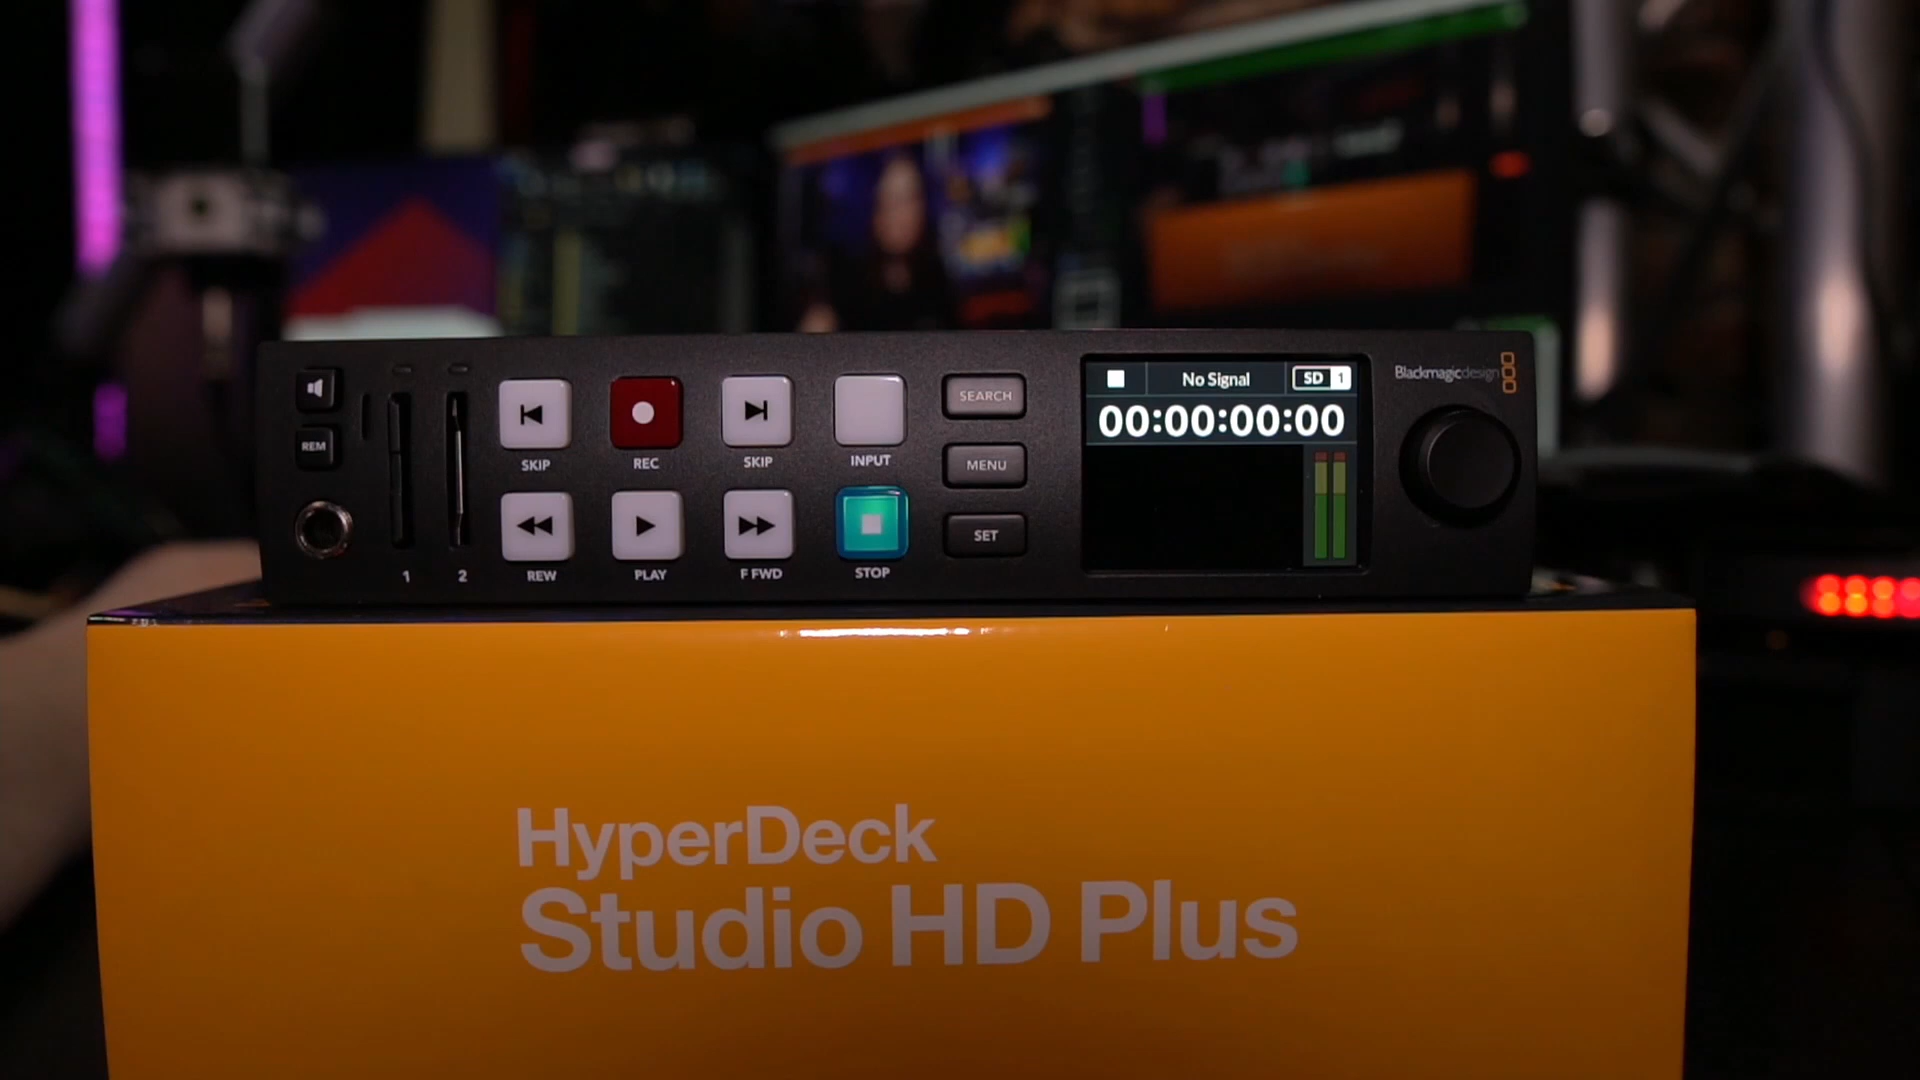 No Signal
SD 1
Blackmagicdesign
00:00:00:00
REM
SKIP
REC
SKIP
INPUT
SEARCH
MENU
SET
1
2
REW
PLAY
F FWD
STOP
HyperDeck
Studio HD Plus